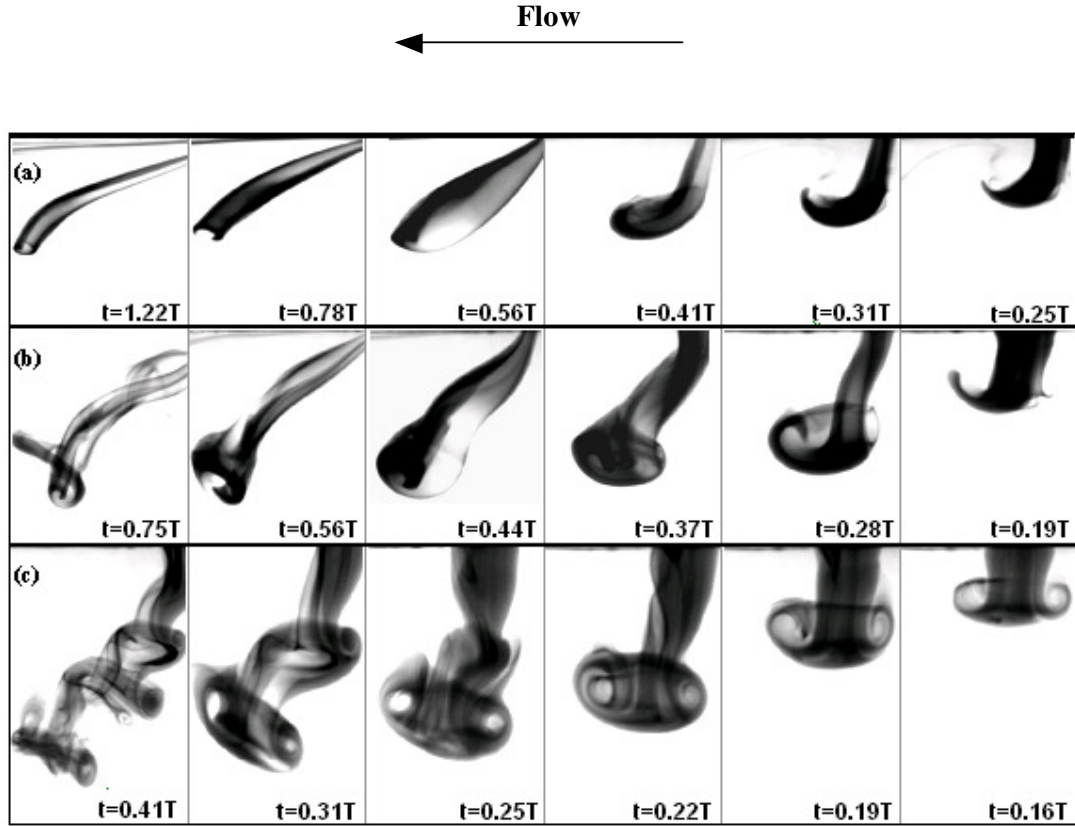 Flow
(a)
t=1.22T t=0.78T t=0.56T t=0.41T t=0.31T t=0.25T
(b)
t=0.75T t=0.56T t=0.44T t=0.37T t=0.28T t=0.19T
(c)
t=0.41T t=0.31T t=0.25T t=0.22T t=0.19T t=0.16T